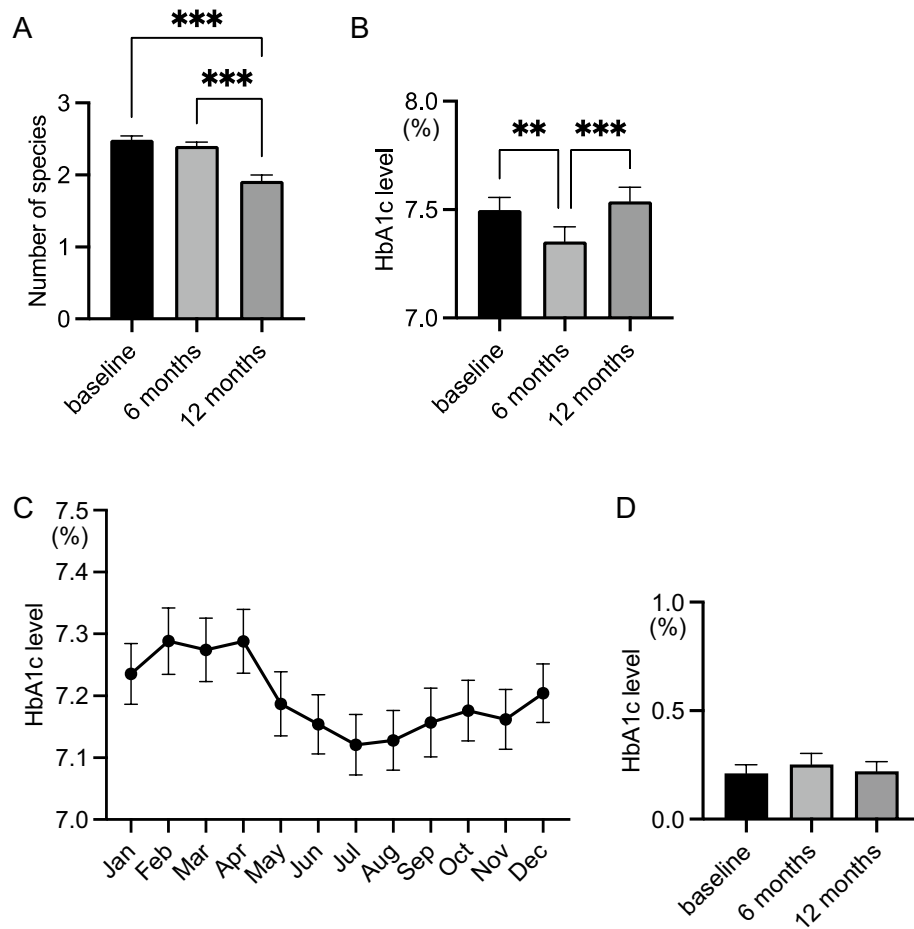 A
***
***
3
2
1
0
Number of species
baseline
6 months
12 months
B
**
***
8.0
(%)
7.5
7.0
HbA1c level
baseline
6 months
12 months
C
7.5
(%)
7.4
7.3
7.2
7.1
7.0
HbA1c level
Jan
Feb
Mar
Apr
May
Jun
Jul
Aug
Sep
Oct
Nov
Dec
D
1.0
(%)
0.5
0.0
HbA1c level
baseline
6 months
12 months